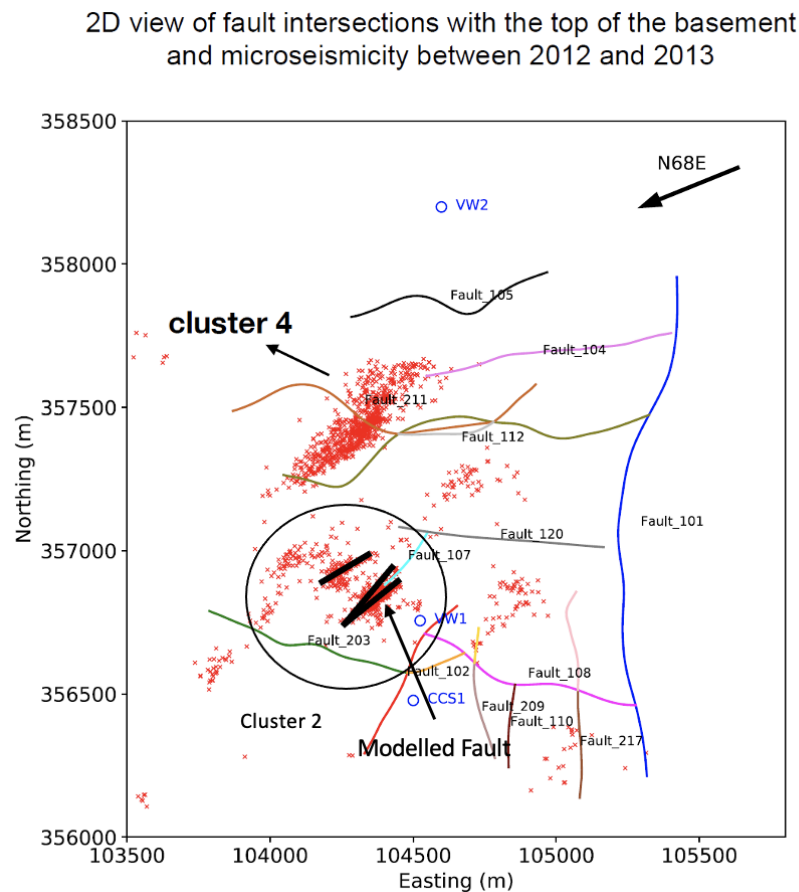 2D view of fault intersections with the top of the basement
and microseismicity between 2012 and 2013
358500
N68E
VW2
358000
Fault_105
cluster 4
Fault_104
357500
Fault_211
Fault_112
Northing (m)
Fault_101
Fault_120
357000
Fault_107
VW1
Fault_203
Fault_102
Fault_108
356500
CCS1
Fault_209
Cluster 2
Fault_110
Modelled Fault
Fault_217
356000
103500 104000 104500 105000 105500
Easting (m)